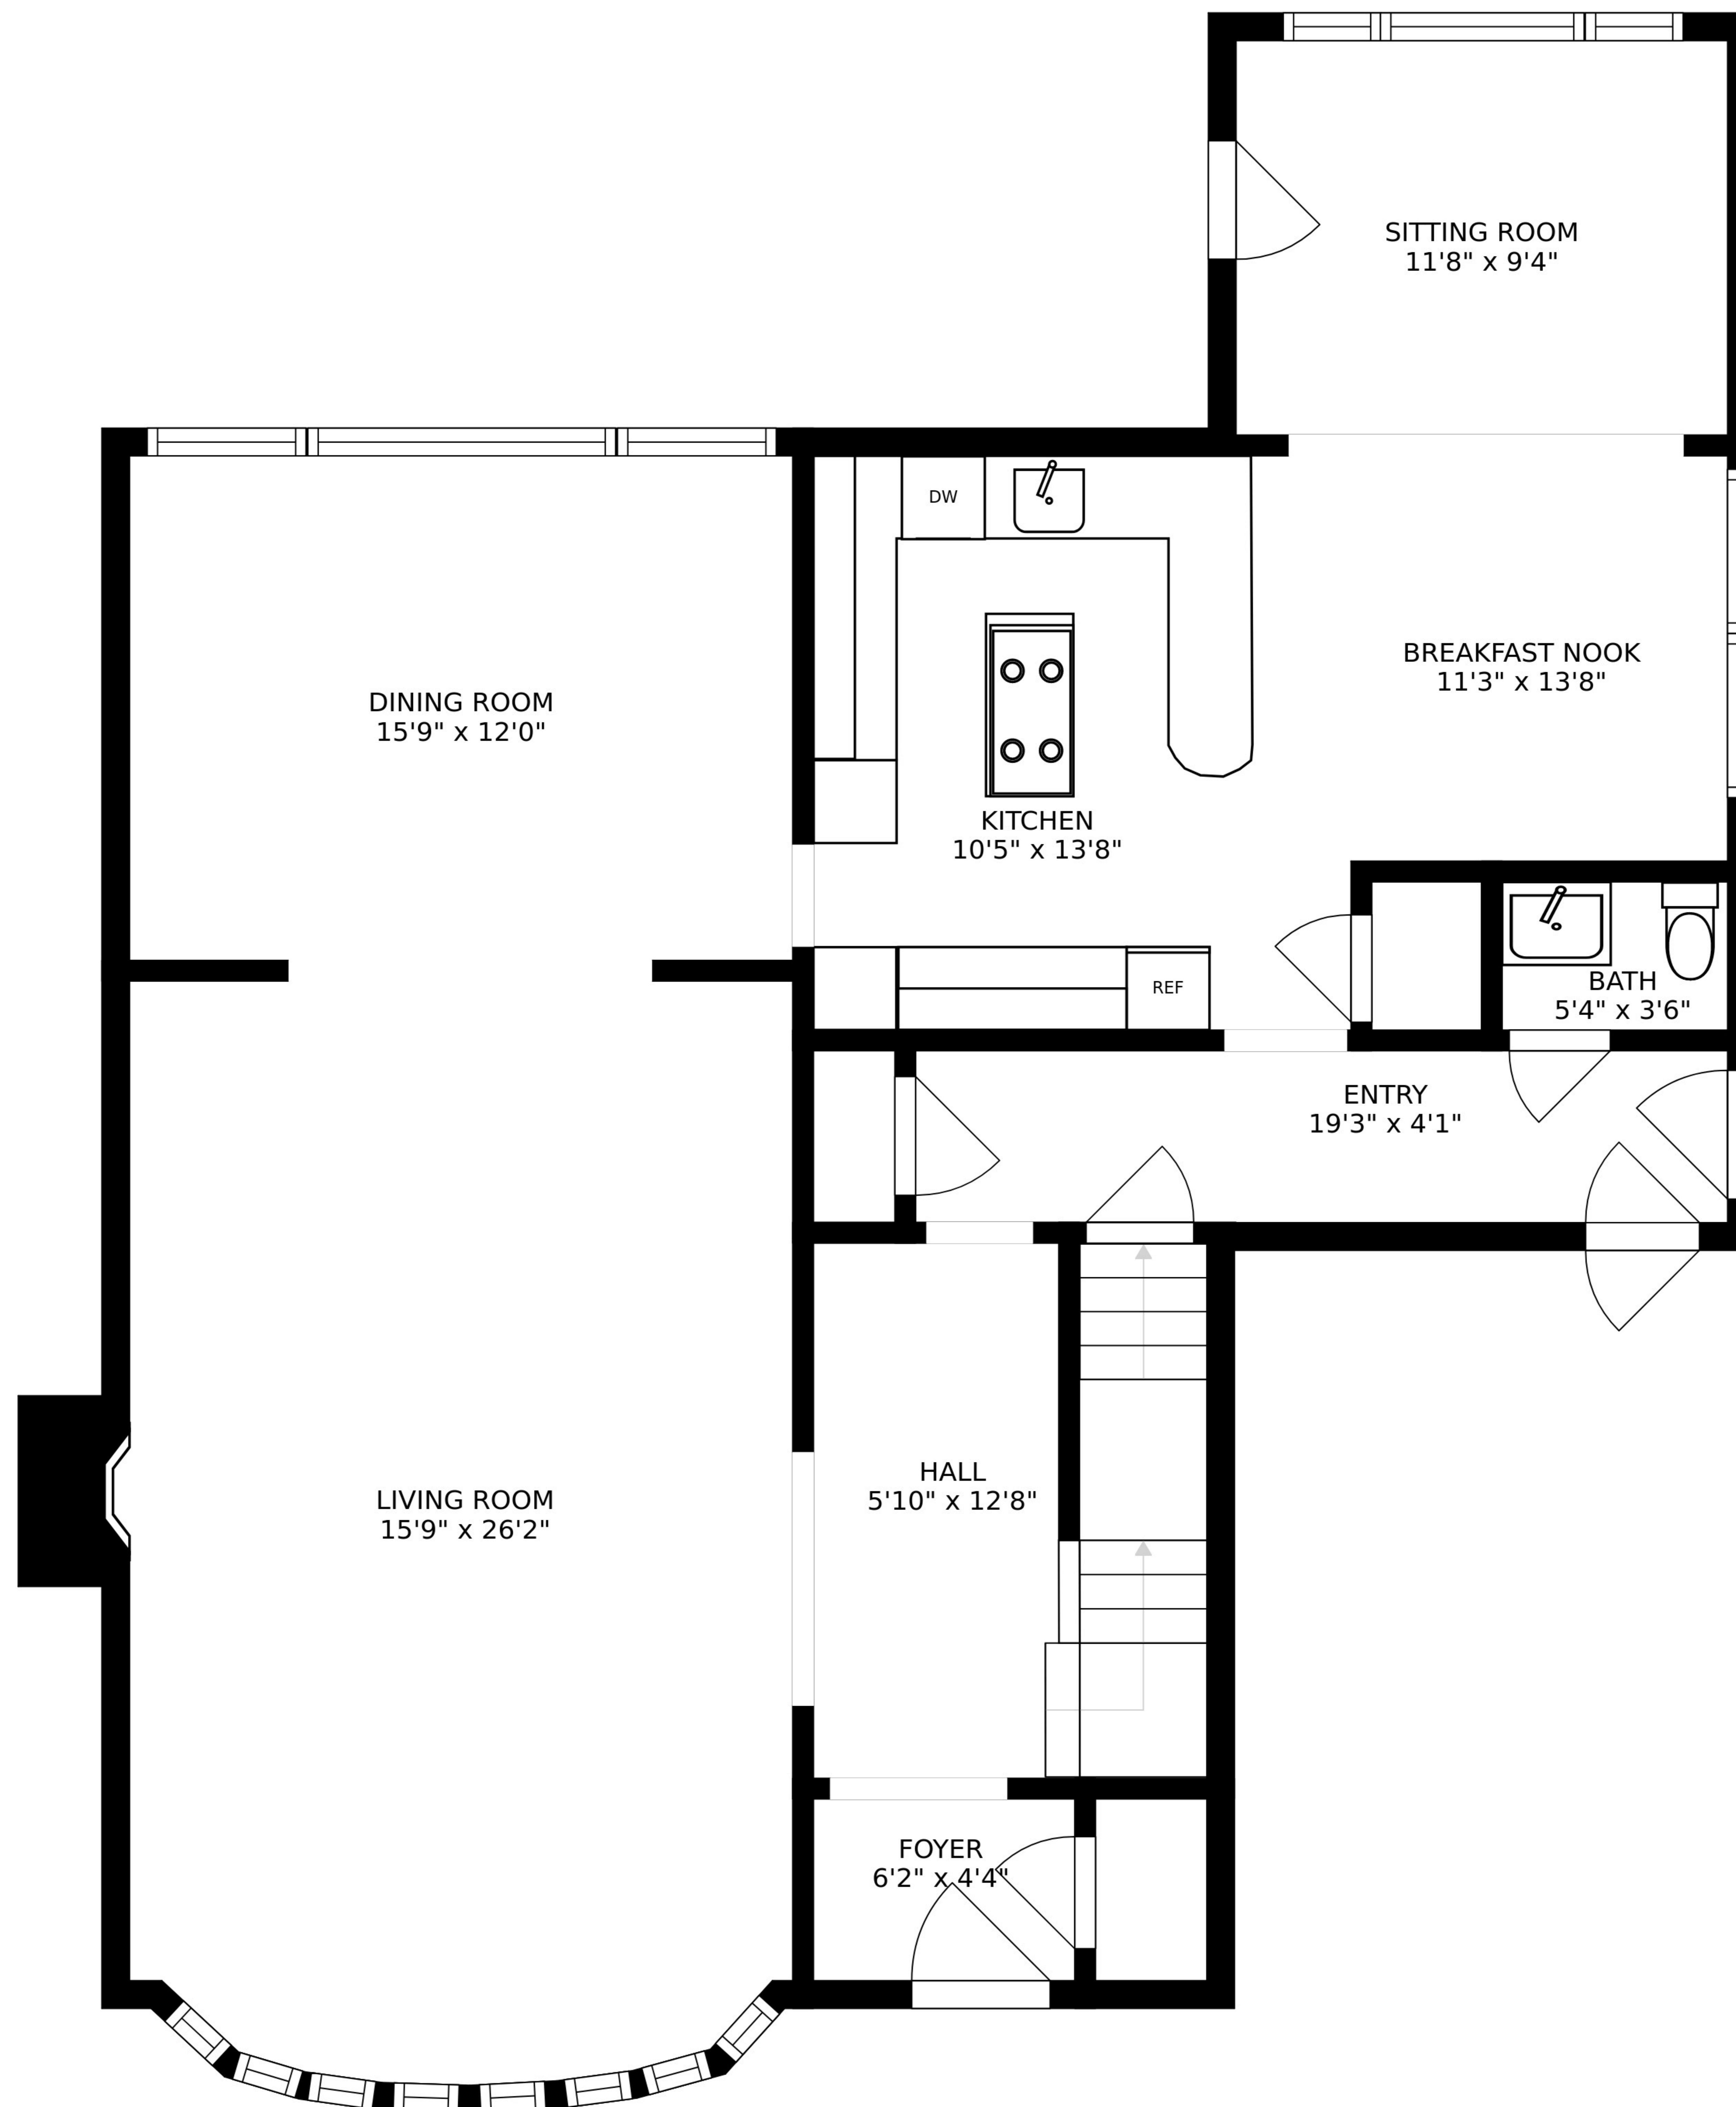 SITTING ROOM
11'8" x 9'4"
DW
BREAKFAST NOOK
11'3" x 13'8"
DINING ROOM
15'9" x 12'0"
KITCHEN
10'5" x 13'8"
REF
BATH
5'4" x 3'6"
ENTRY
19'3" x 4'1"
HALL
5'10" x 12'8"
LIVING ROOM
15'9" x 26'2"
FOYER
6'2" x 4'4"